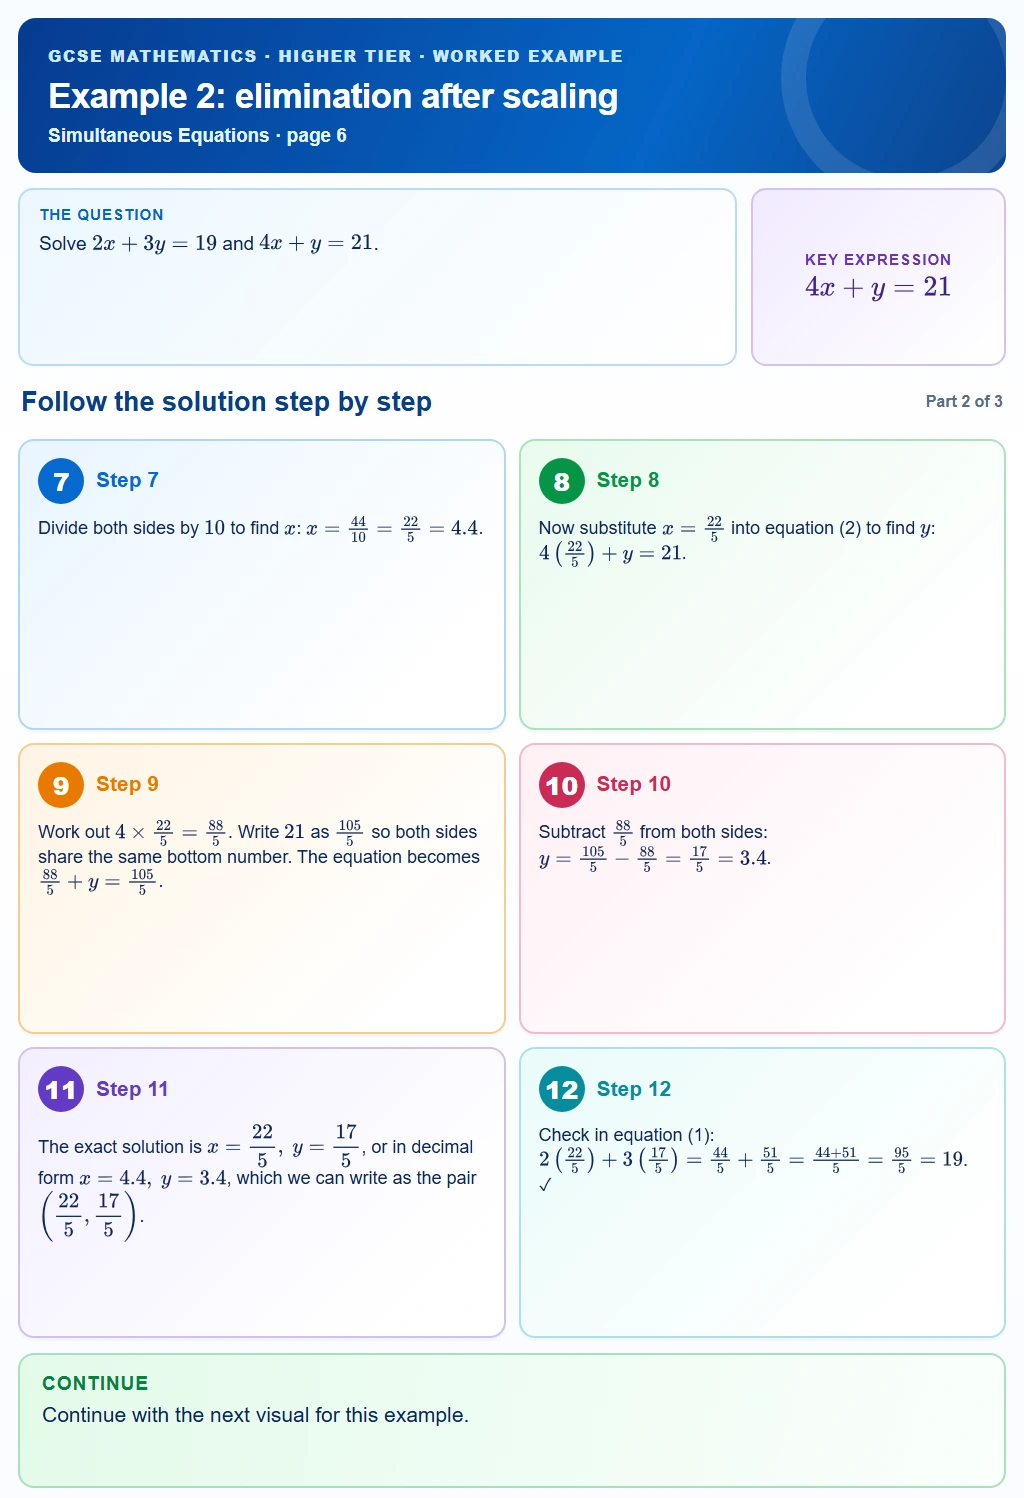 GCSE MATHEMATICS · HIGHER TIER · WORKED EXAMPLE
Example 2: elimination after scaling
Simultaneous Equations · page 6
THE QUESTION
Solve 2x + 3y = 19 and 4x + y = 21.
KEY EXPRESSION
4x + y = 21
Follow the solution step by step
Part 2 of 3
7 Step 7
Divide both sides by 10 to find x: x = 44/10 = 22/5 = 4.4.
8 Step 8
Now substitute x = 22/5 into equation (2) to find y:
4(22/5) + y = 21.
9 Step 9
Work out 4 × 22/5 = 88/5. Write 21 as 105/5 so both sides
share the same bottom number. The equation becomes
88/5 + y = 105/5.
10 Step 10
Subtract 88/5 from both sides:
y = 105/5 − 88/5 = 17/5 = 3.4.
11 Step 11
The exact solution is x = 22/5, y = 17/5, or in decimal
form x = 4.4, y = 3.4, which we can write as the pair
(22/5, 17/5).
12 Step 12
Check in equation (1):
2(22/5) + 3(17/5) = 44/5 + 51/5 = 44+51/5 = 95/5 = 19.
✓
CONTINUE
Continue with the next visual for this example.